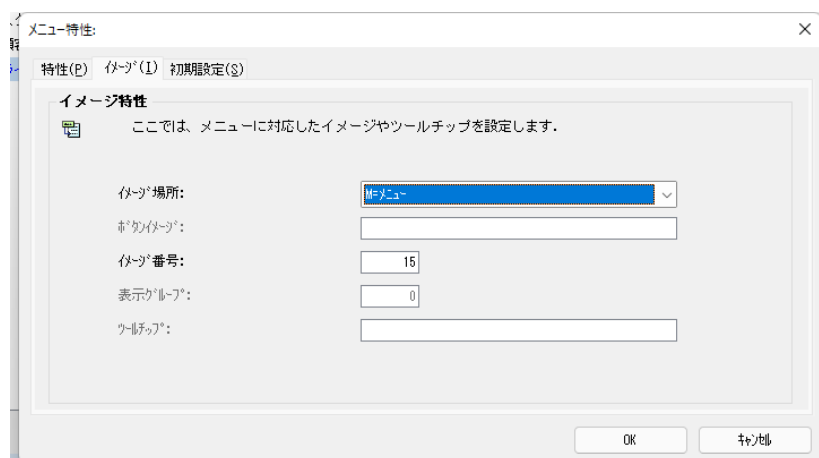 メニュー特性:
特性(P) ｲﾒｰｼﾞ(I) 初期設定(S)
イメージ特性
ここでは、メニューに対応したイメージやツールチップを設定します.
ｲﾒｰｼﾞ場所: M=ﾒﾆｭｰ
ﾎﾞﾀﾝｲﾒｰｼﾞ:
ｲﾒｰｼﾞ番号: 15
表示ｸﾞﾙｰﾌﾟ: 0
ﾂｰﾙﾁｯﾌﾟ:
OK ｷｬﾝｾﾙ